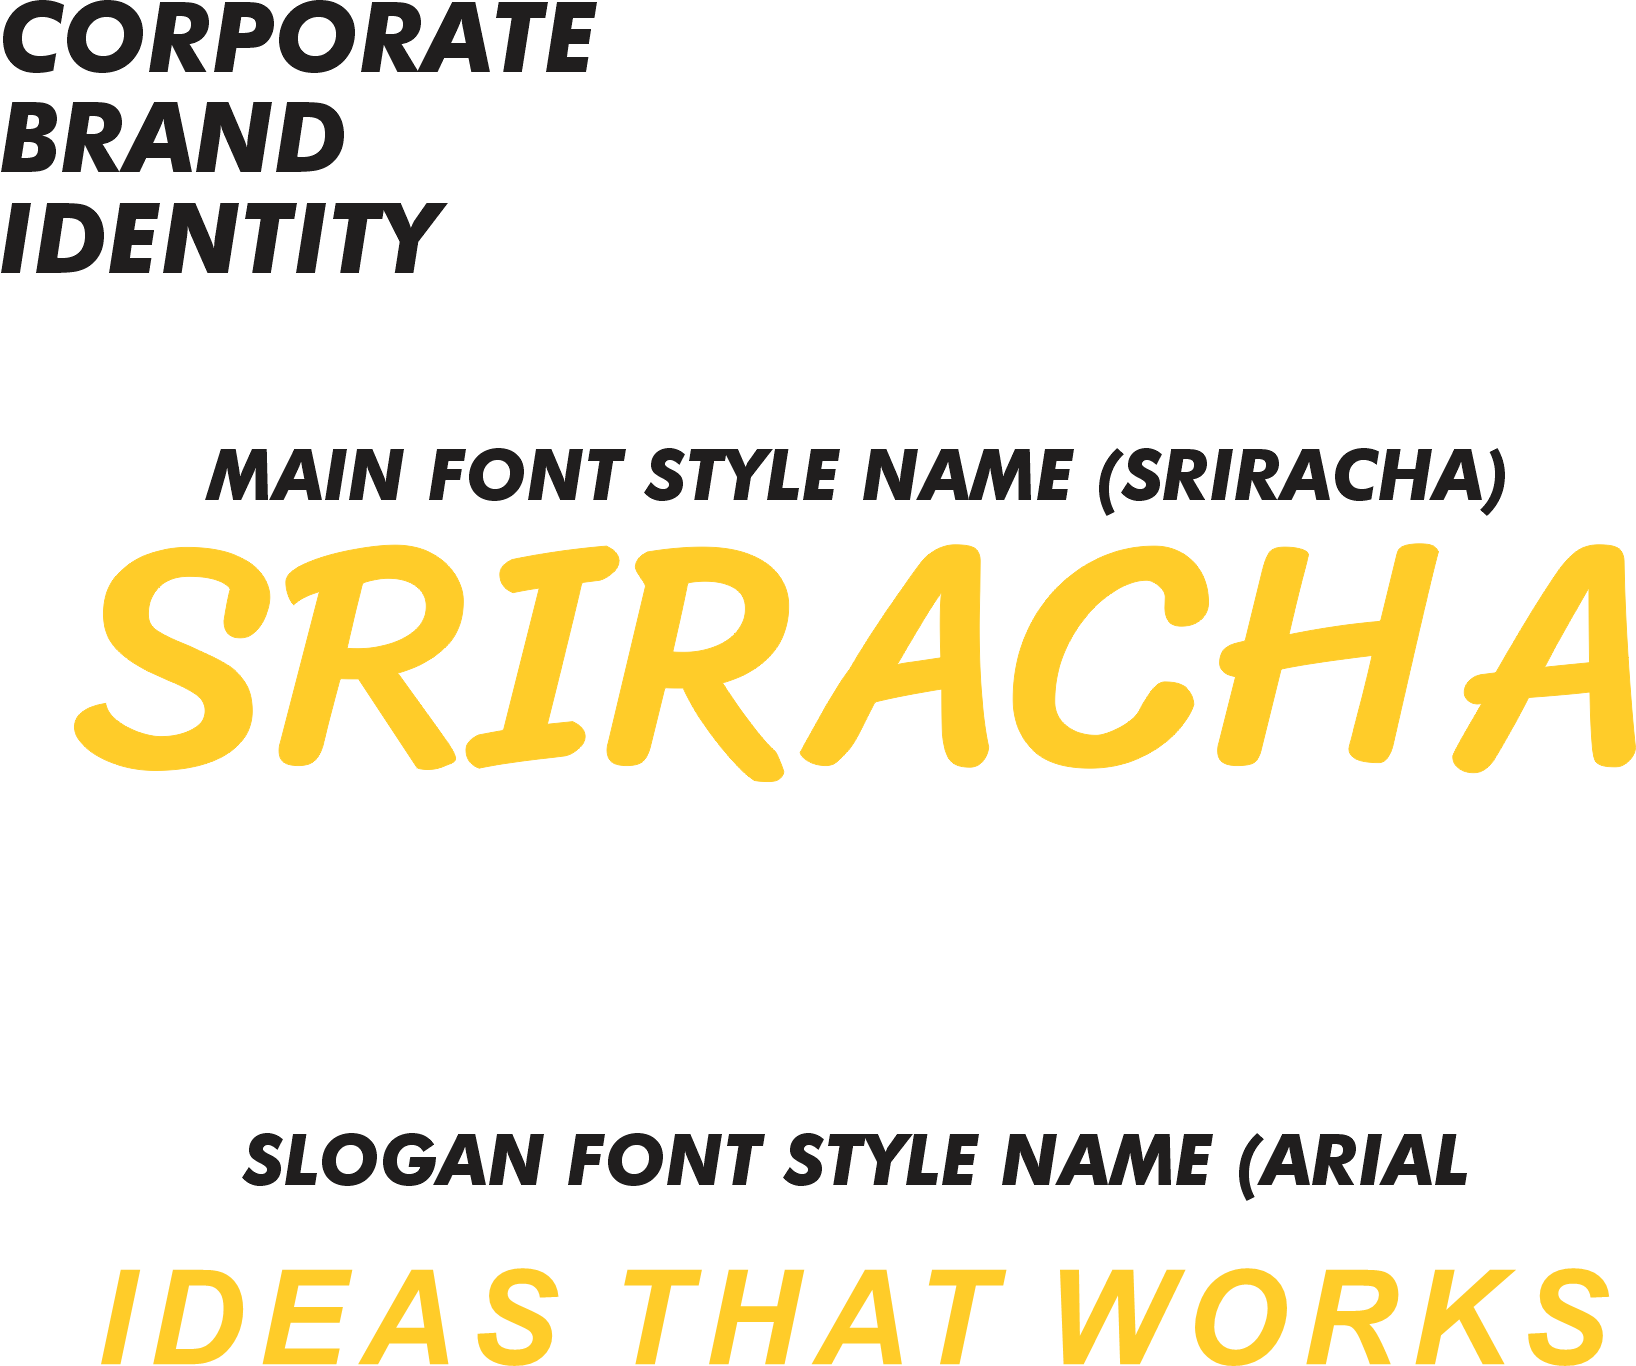 CORPORATE
BRAND
IDENTITY
MAIN FONT STYLE NAME (SRIRACHA)
SRIRACHA
SLOGAN FONT STYLE NAME (ARIAL
IDEAS THAT WORKS